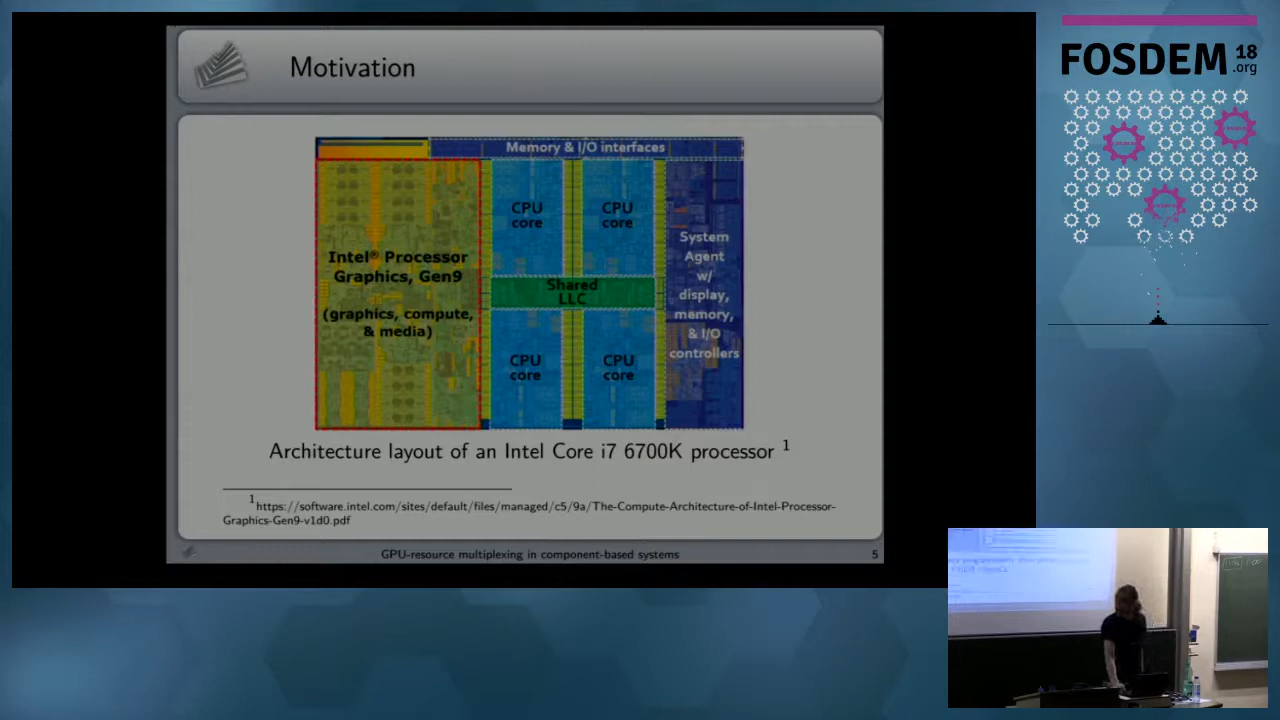 Motivation
Memory & I/O interfaces
CPU
core
CPU
core
Intel® Processor
Graphics, Gen9
(graphics, compute,
& media)
Shared
LLC
System
Agent
w/
display,
memory,
& I/O
controllers
CPU
core
CPU
core
Architecture layout of an Intel Core i7 6700K processor 1
1https://software.intel.com/sites/default/files/managed/c5/9a/The-Compute-Architecture-of-Intel-Processor-
Graphics-Gen9-v1d0.pdf
GPU-resource multiplexing in component-based systems 5
FOSDEM 18
.org